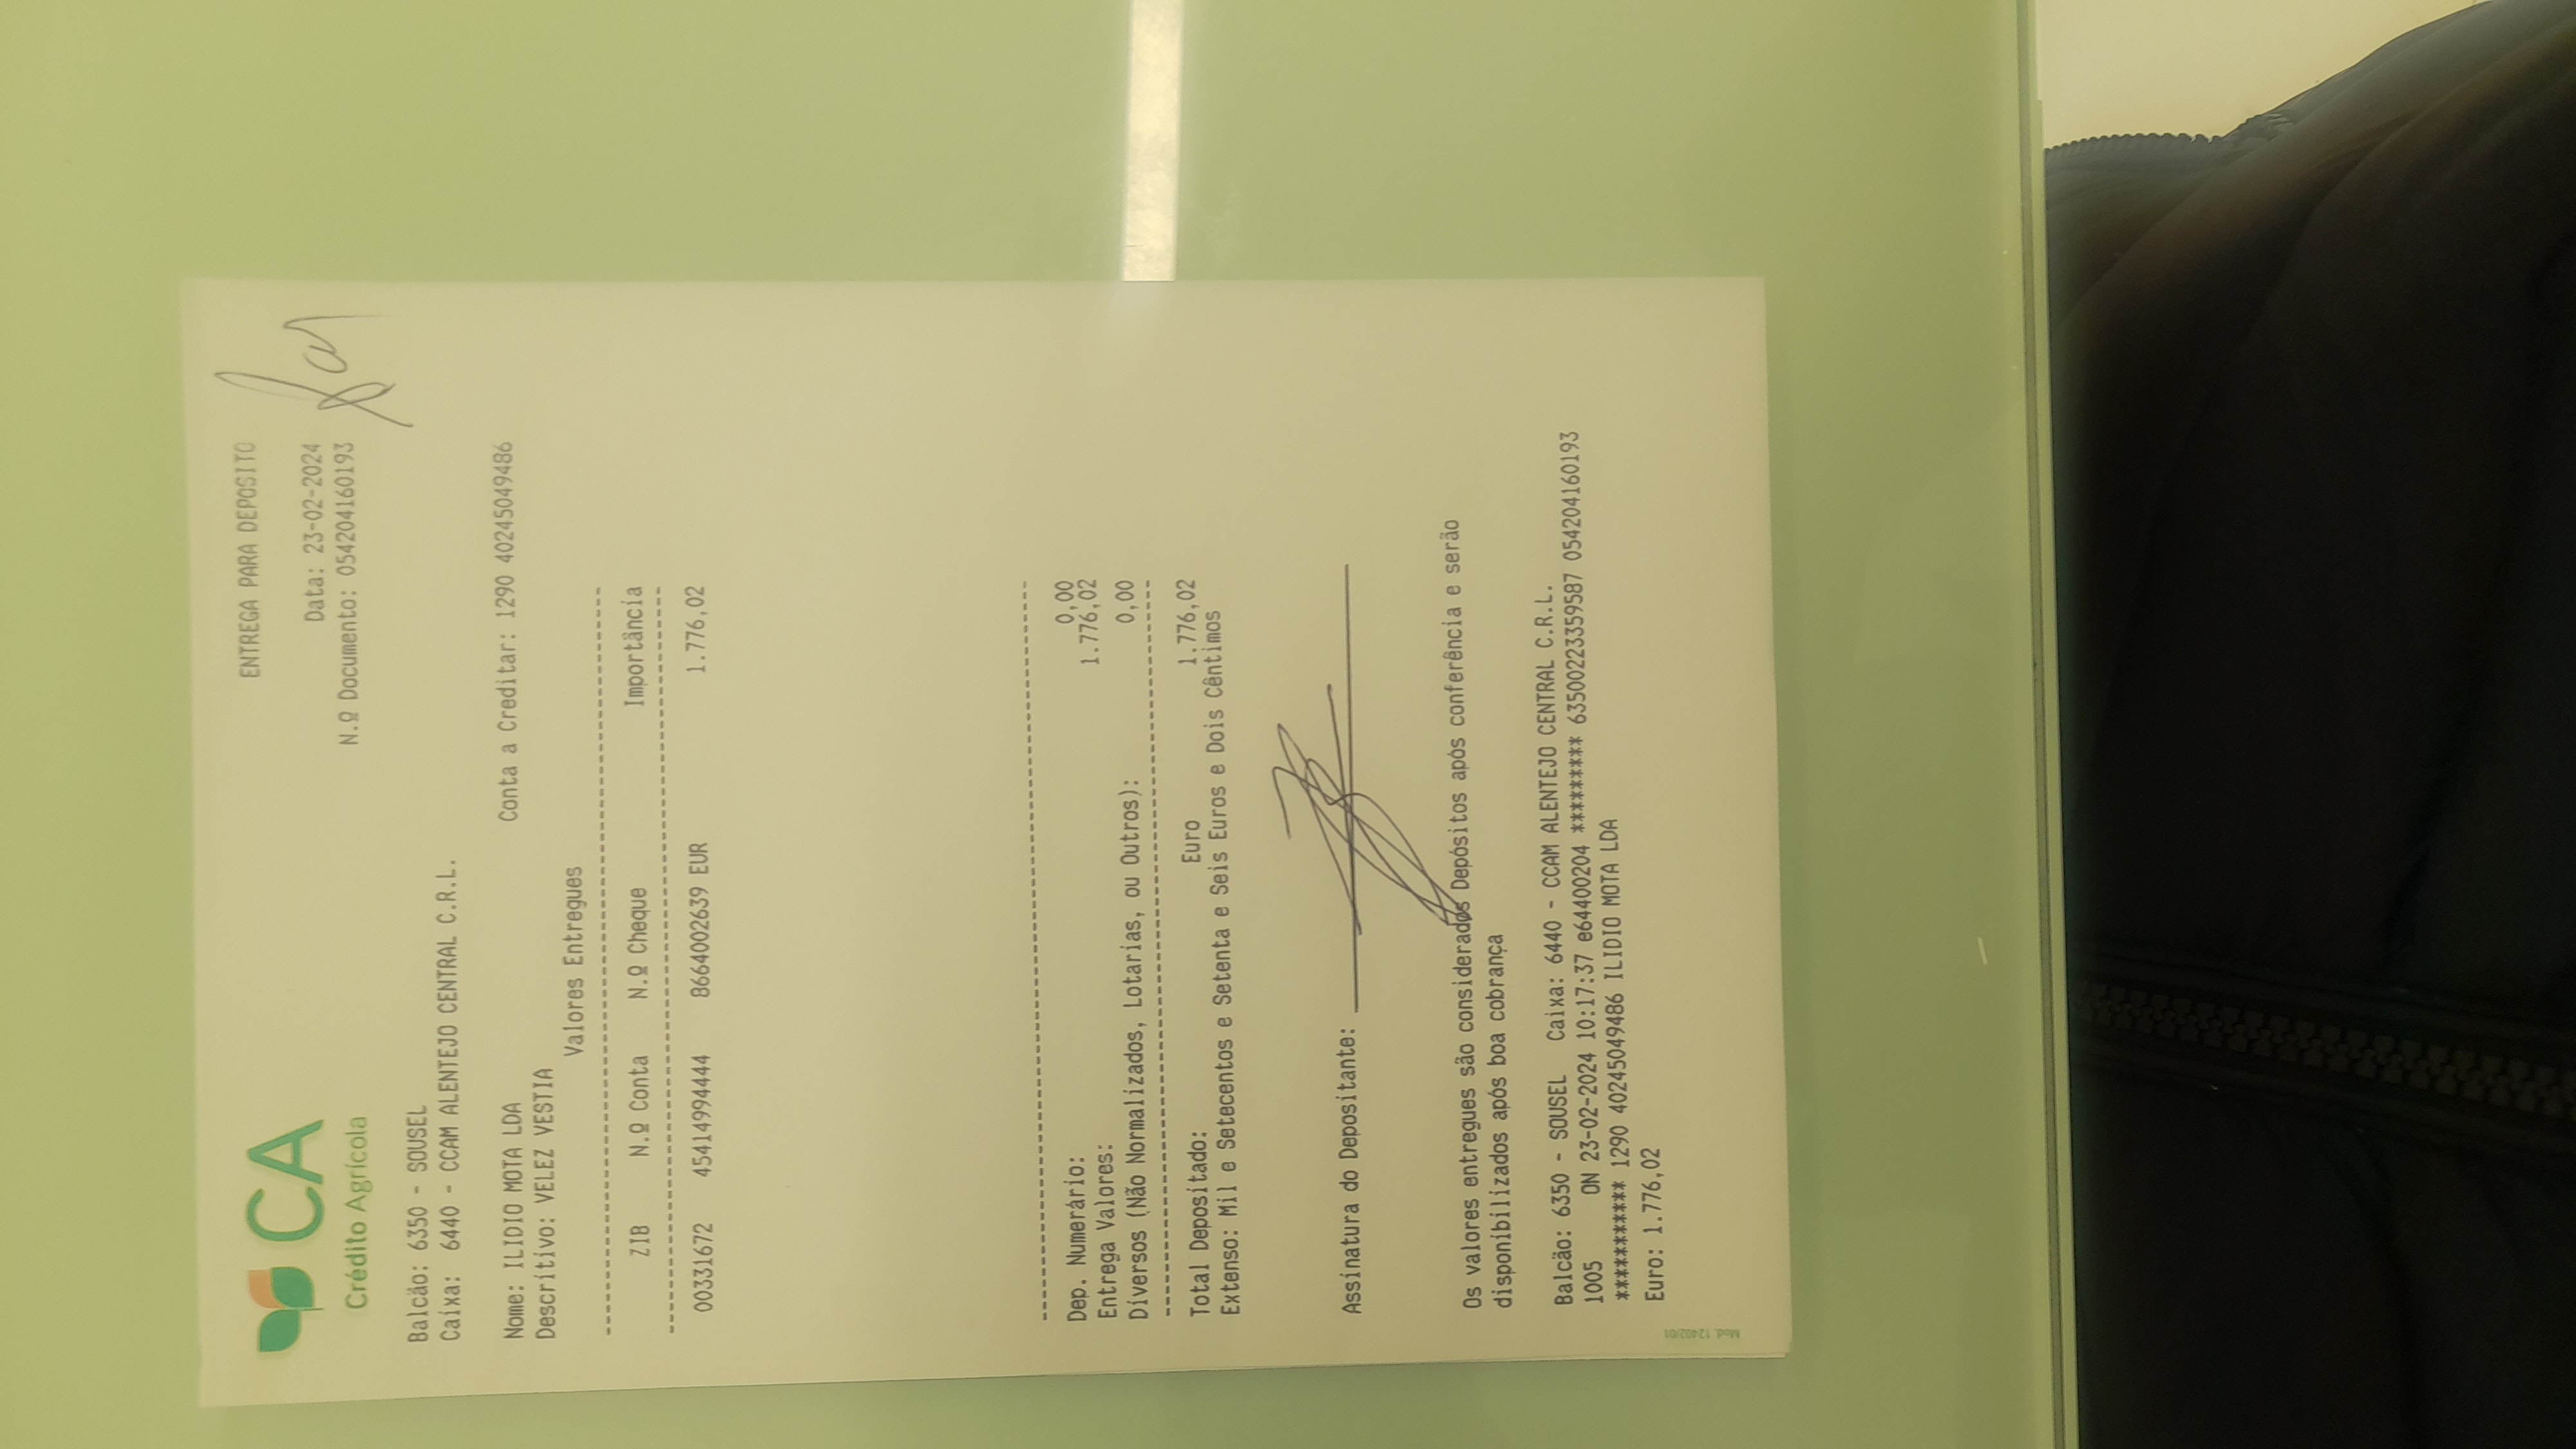 CA
Crédito Agrícola
ENTREGA PARA DEPOSITO
Data: 23-02-2024
N.º Documento: 054204160193
Balcão: 6350 - SOUSEL
Caixa: 6440 - CCAM ALENTEJO CENTRAL C.R.L.
Nome: ILIDIO MOTA LDA Conta a Creditar: 1290 40245049486
Descritivo: VELEZ VESTIA
Valores Entregues
ZIB N.º Conta N.º Cheque Importância
00331672 45414994444 8664002639 EUR 1.776,02
Dep. Numerário: 0,00
Entrega Valores: 1.776,02
Diversos (Não Normalizados, Lotarias, ou Outros): 0,00
Total Depositado: Euro 1.776,02
Extenso: Mil e Setecentos e Setenta e Seis Euros e Dois Cêntimos
Assinatura do Depositante:
Os valores entregues são considerados Depósitos após conferência e serão
disponibilizados após boa cobrança
Balcão: 6350 - SOUSEL Caixa: 6440 - CCAM ALENTEJO CENTRAL C.R.L.
1005 ON 23-02-2024 10:17:37 e64400204 ********* 635002233359587 054204160193
*********** 1290 40245049486 ILIDIO MOTA LDA
Euro: 1.776,02
Mod. 12402/01